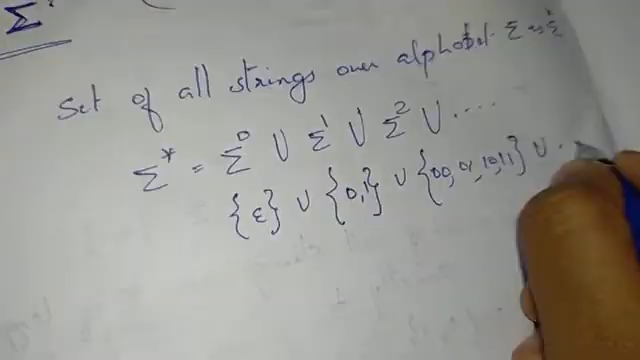 Σ*
Set of all strings over alphabet Σ is Σ*
Σ* = Σ⁰ U Σ¹ U Σ² U ....
{ε} U {0,1} U {00,01,10,11} U ..